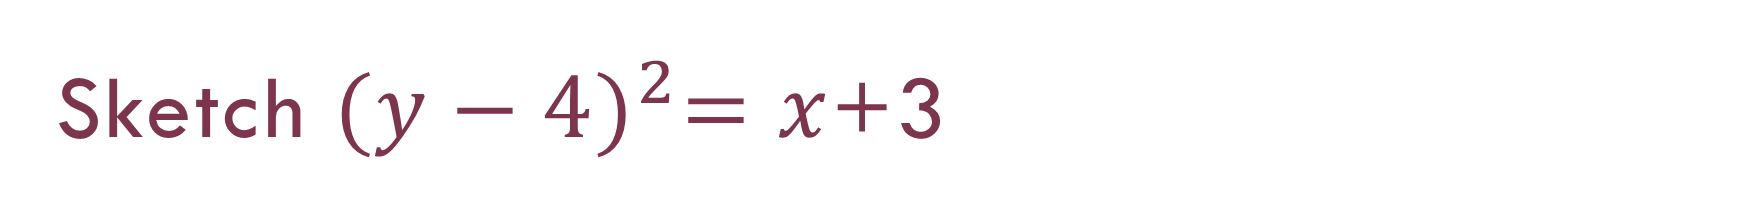 Sketch (𝑦 − 4)²= 𝑥+3